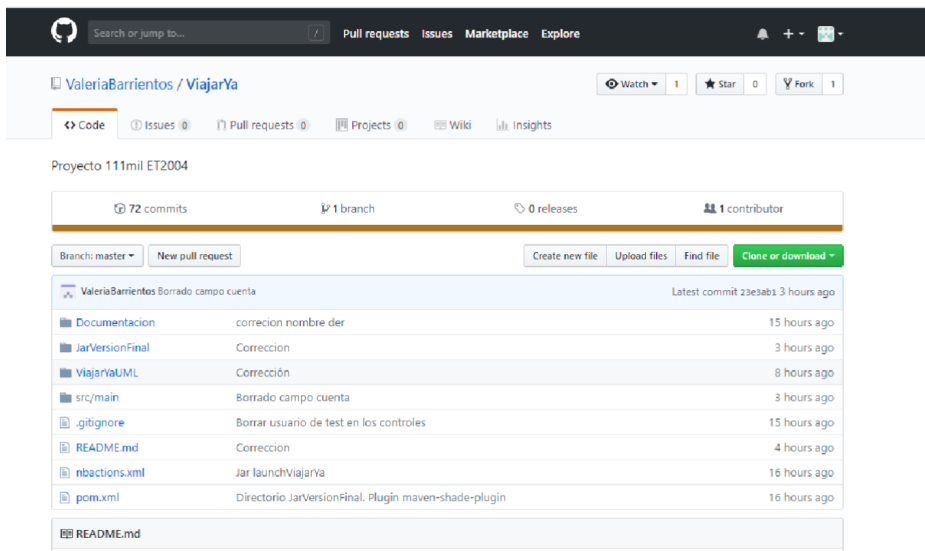 Search or jump to... / Pull requests Issues Marketplace Explore
ValeriaBarrientos / ViajarYa Watch 1 Star 0 Fork 1
Code Issues 0 Pull requests 0 Projects 0 Wiki Insights
Proyecto 111mil ET2004
72 commits 1 branch 0 releases 1 contributor
Branch: master New pull request Create new file Upload files Find file Clone or download
ValeriaBarrientos Borrado campo cuenta Latest commit 23e3ab1 3 hours ago
Documentacion correcion nombre der 15 hours ago
JarVersionFinal Correccion 3 hours ago
ViajarYaUML Corrección 8 hours ago
src/main Borrado campo cuenta 3 hours ago
.gitignore Borrar usuario de test en los controles 15 hours ago
README.md Correccion 4 hours ago
nbactions.xml Jar launchViajarYa 16 hours ago
pom.xml Directorio JarVersionFinal. Plugin maven-shade-plugin 16 hours ago
README.md